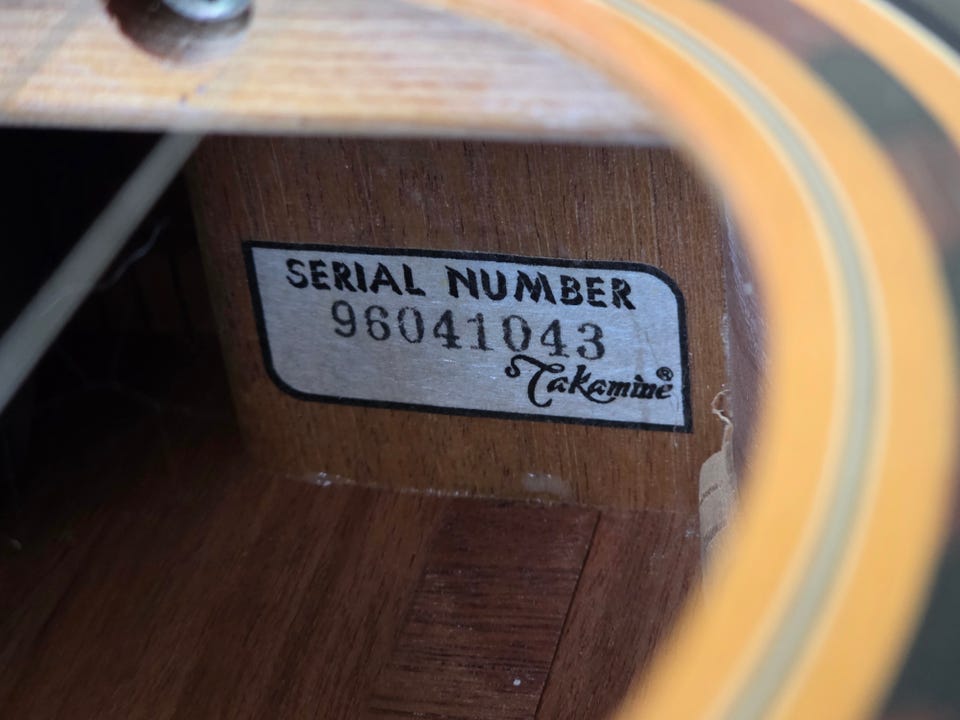 SERIAL NUMBER
96041043
Takamine®